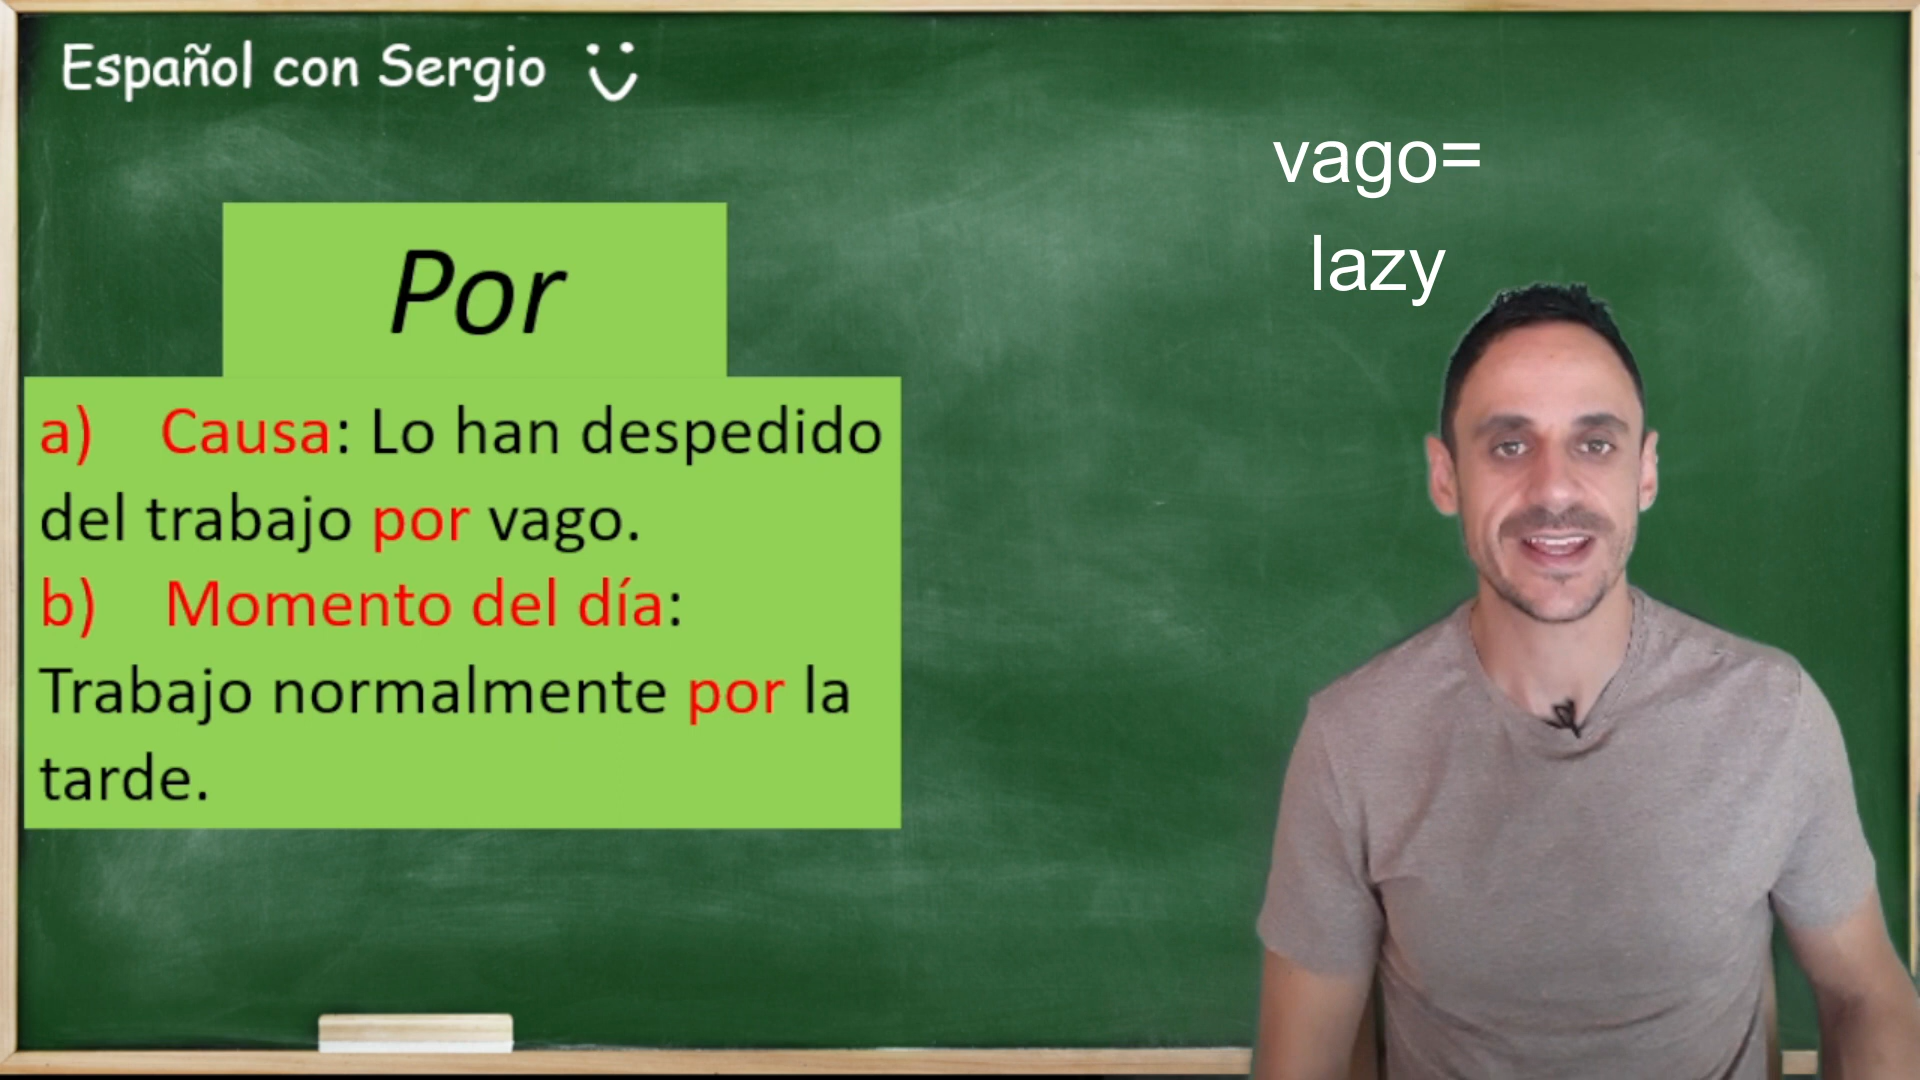 Español con Sergio
vago=
lazy
Por
a) Causa: Lo han despedido
del trabajo por vago.
b) Momento del día:
Trabajo normalmente por la
tarde.